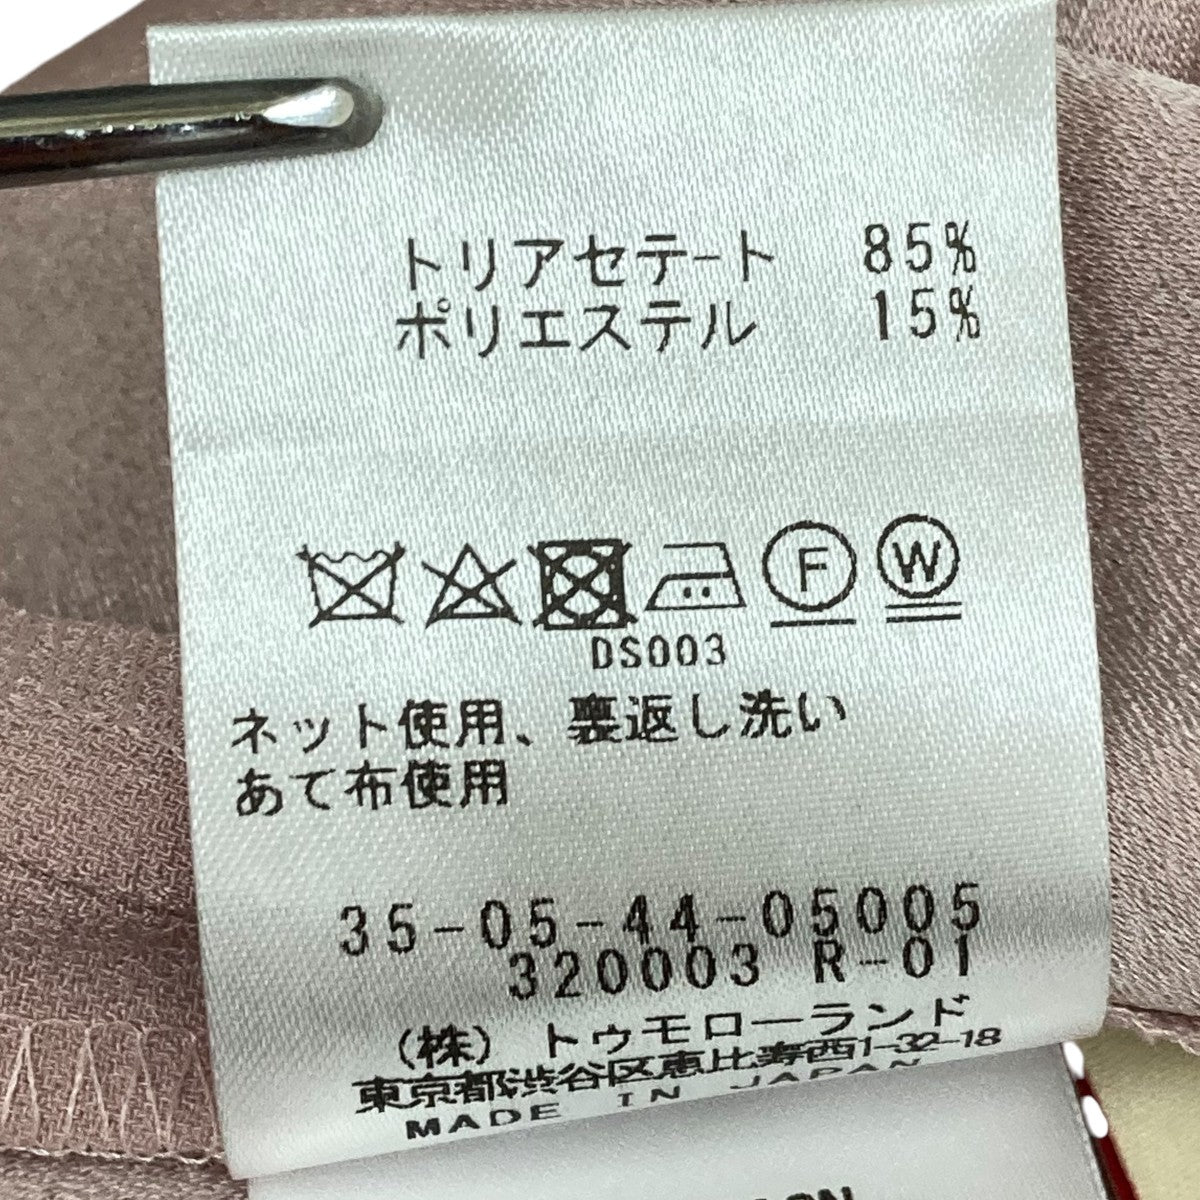 トリアセテート 85%
ポリエステル 15%
F W
DS003
ネット使用、裏返し洗い
あて布使用
35-05-44-05005
320003 R-01
(株)トゥモローランド
東京都渋谷区恵比寿西1-32-18
MADE IN JAPAN